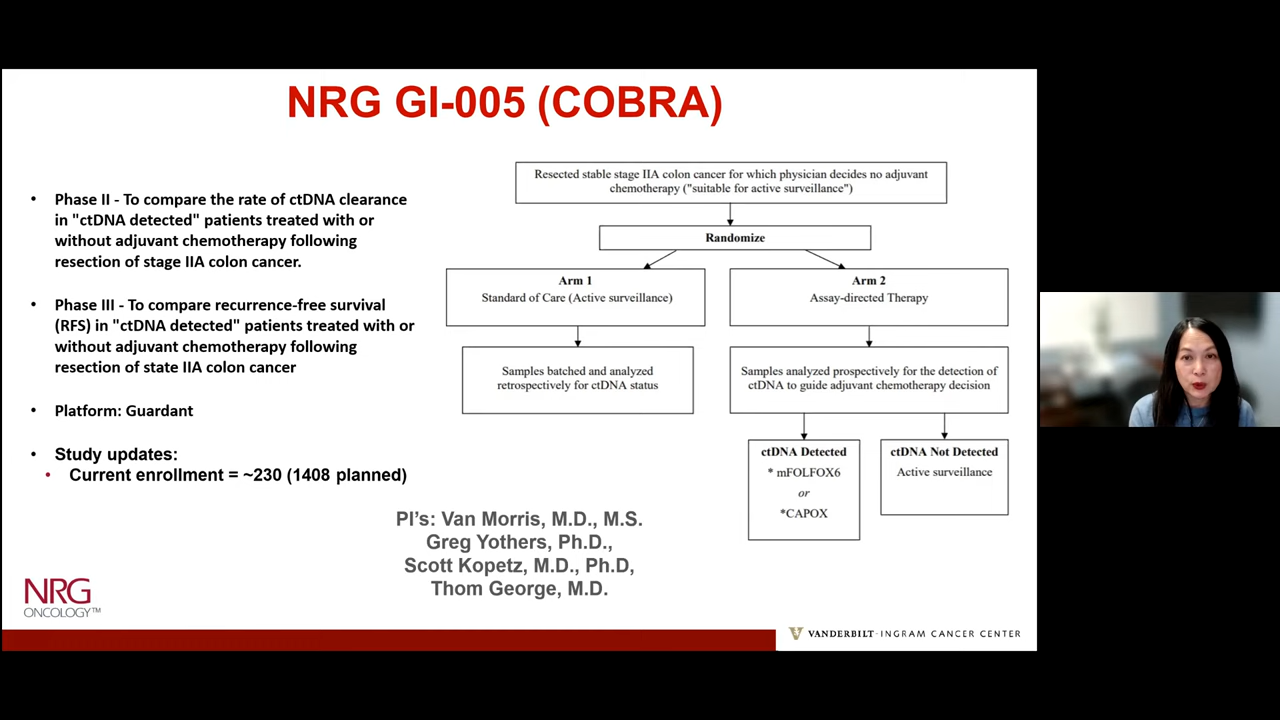 NRG GI-005 (COBRA)
• Phase II - To compare the rate of ctDNA clearance
in "ctDNA detected" patients treated with or
without adjuvant chemotherapy following
resection of stage IIA colon cancer.
• Phase III - To compare recurrence-free survival
(RFS) in "ctDNA detected" patients treated with or
without adjuvant chemotherapy following
resection of state IIA colon cancer
• Platform: Guardant
• Study updates:
• Current enrollment = ~230 (1408 planned)
Resected stable stage IIA colon cancer for which physician decides no adjuvant
chemotherapy ("suitable for active surveillance")
Randomize
Arm 1
Standard of Care (Active surveillance)
Arm 2
Assay-directed Therapy
Samples batched and analyzed
retrospectively for ctDNA status
Samples analyzed prospectively for the detection of
ctDNA to guide adjuvant chemotherapy decision
ctDNA Detected
* mFOLFOX6
or
*CAPOX
ctDNA Not Detected
Active surveillance
PI's: Van Morris, M.D., M.S.
Greg Yothers, Ph.D.,
Scott Kopetz, M.D., Ph.D,
Thom George, M.D.
NRG
ONCOLOGY™
VANDERBILT-INGRAM CANCER CENTER